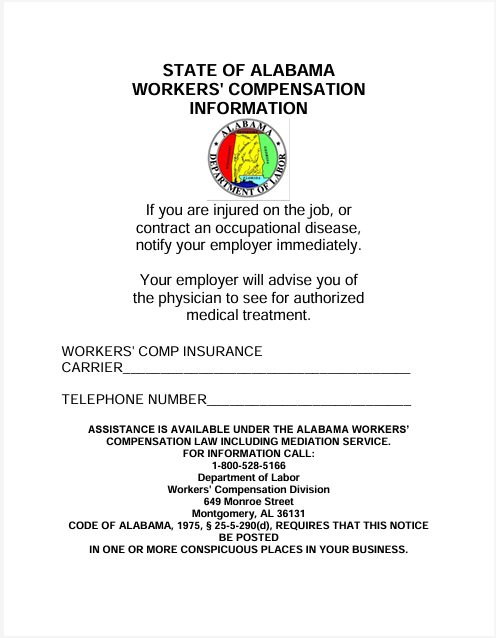 STATE OF ALABAMA
WORKERS' COMPENSATION
INFORMATION
ALABAMA
DEPARTMENT OF LABOR
If you are injured on the job, or
contract an occupational disease,
notify your employer immediately.
Your employer will advise you of
the physician to see for authorized
medical treatment.
WORKERS' COMP INSURANCE
CARRIER____________________________________
TELEPHONE NUMBER__________________________
ASSISTANCE IS AVAILABLE UNDER THE ALABAMA WORKERS'
COMPENSATION LAW INCLUDING MEDIATION SERVICE.
FOR INFORMATION CALL:
1-800-528-5166
Department of Labor
Workers' Compensation Division
649 Monroe Street
Montgomery, AL 36131
CODE OF ALABAMA, 1975, § 25-5-290(d), REQUIRES THAT THIS NOTICE
BE POSTED
IN ONE OR MORE CONSPICUOUS PLACES IN YOUR BUSINESS.